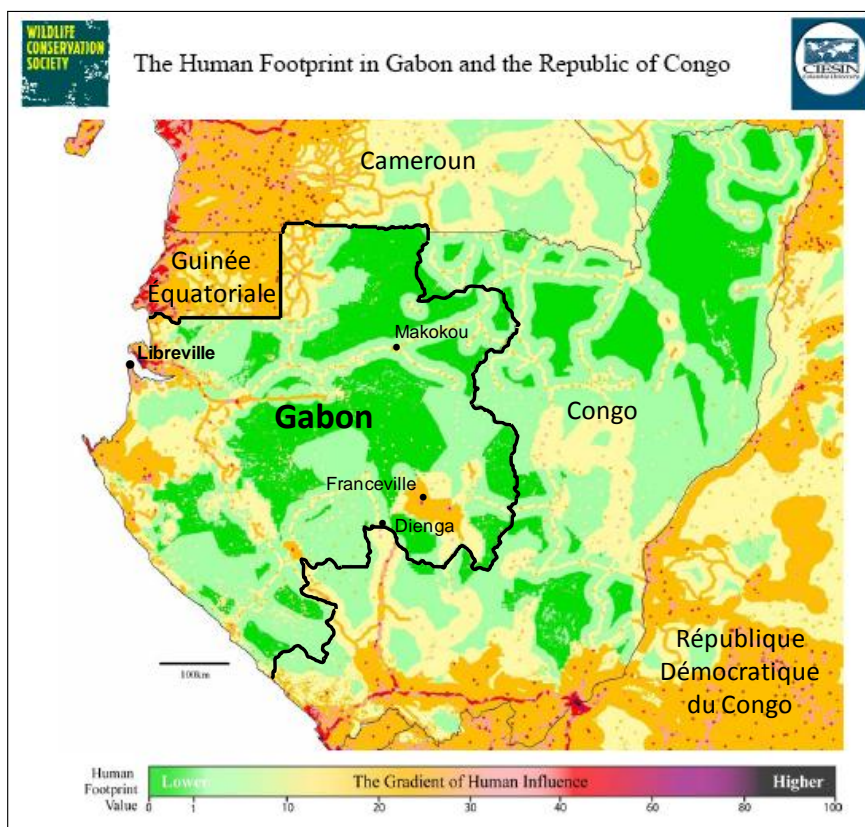 WILDLIFE
CONSERVATION
SOCIETY
The Human Footprint in Gabon and the Republic of Congo
CIESIN
Cameroun
Guinée
Equatoriale
Makokou
Libreville
Gabon
Congo
Franceville
Dienga
République
Démocratique
du Congo
100km
Human
Footprint
Value
Lower
The Gradient of Human Influence
Higher
0 1 10 20 30 40 60 80 100